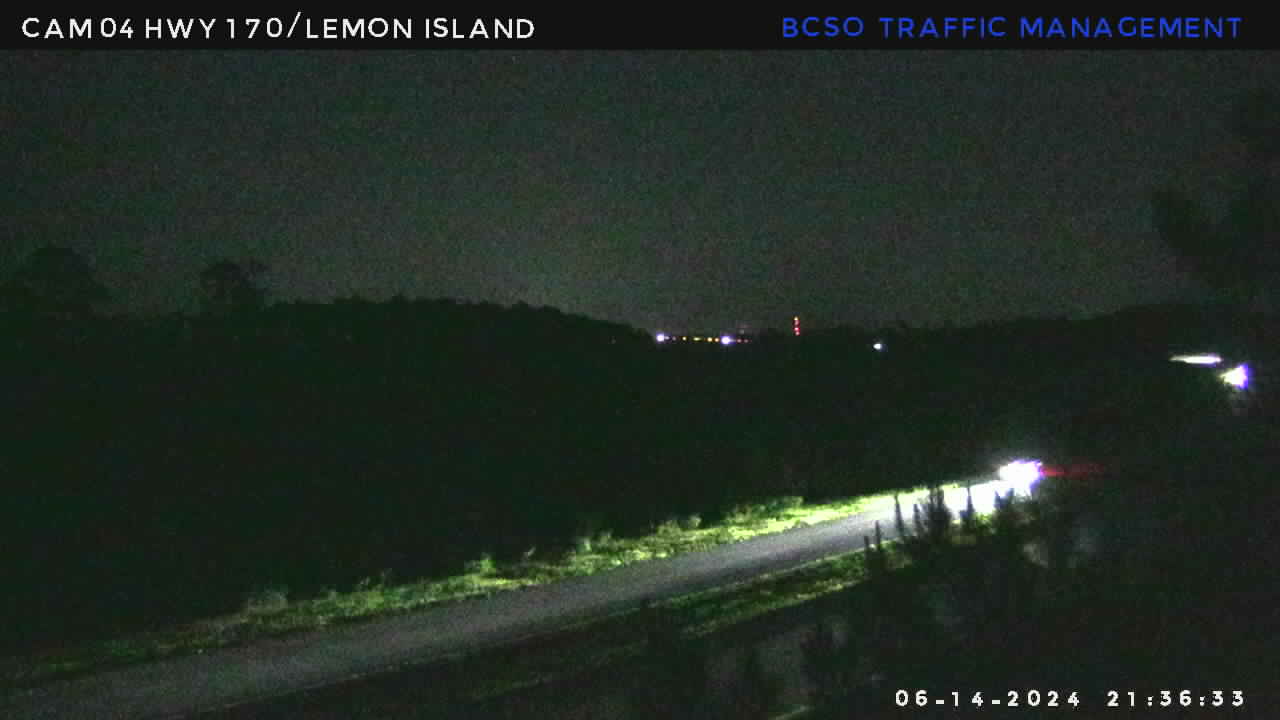 CAM04 HWY 170/LEMON ISLAND
BCSO TRAFFIC MANAGEMENT
06-14-2024 21:36:33